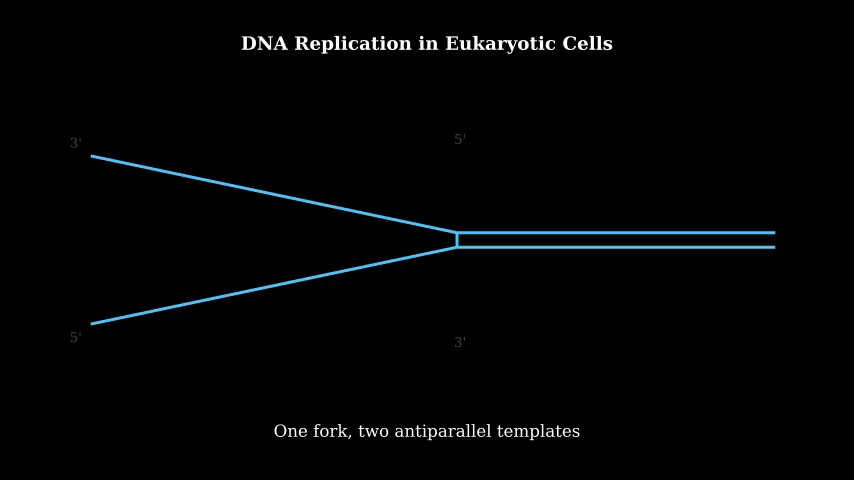 DNA Replication in Eukaryotic Cells
5'
3'
5'
3'
One fork, two antiparallel templates